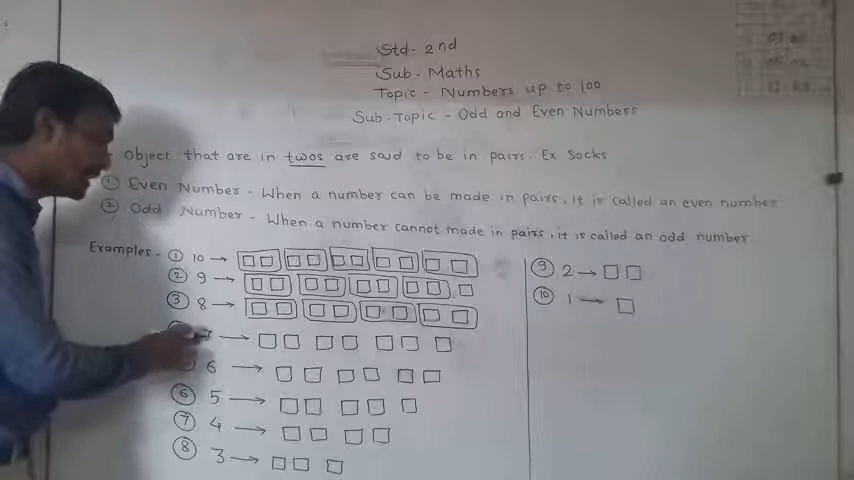 Std- 2nd
Sub- Maths
Topic - Numbers up to 100
Sub-Topic - Odd and Even Numbers
Object that are in twos are said to be in pairs. Ex Socks
① Even Number - When a number can be made in pairs, it is called an even number
② Odd Number - When a number cannot made in pairs, it is called an odd number
Examples - ① 10 →
② 9 →
③ 8 →
7 →
6 →
⑥ 5 →
⑦ 4 →
⑧ 3 →
⑨ 2 →
⑩ 1 →